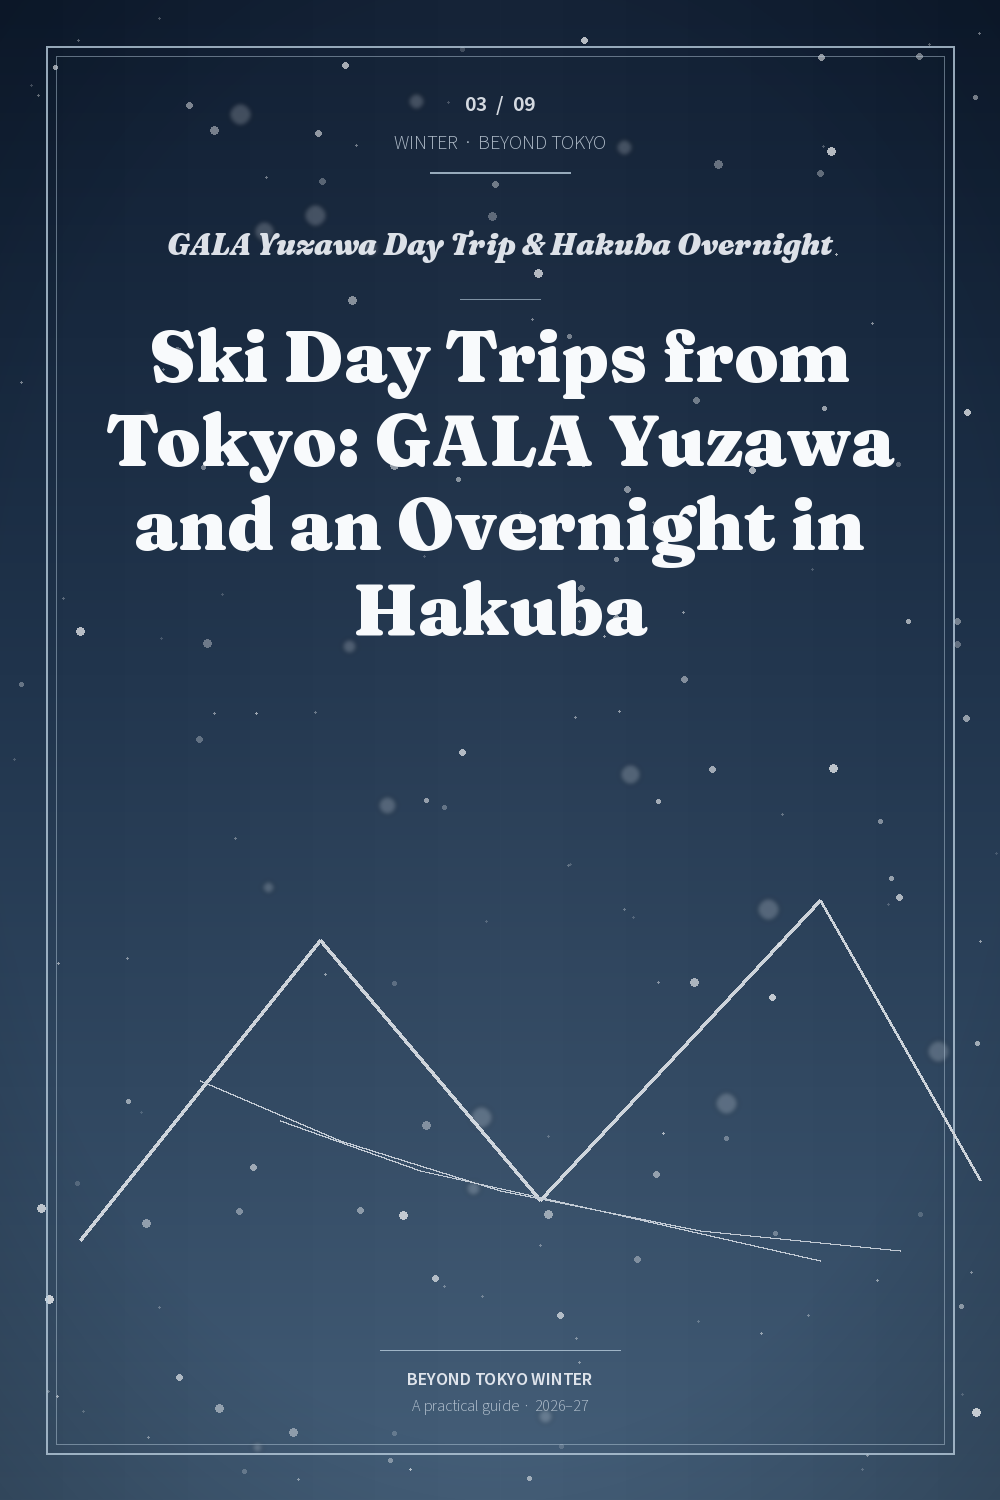 03 / 09
WINTER · BEYOND TOKYO
GALA Yuzawa Day Trip & Hakuba Overnight
Ski Day Trips from
Tokyo: GALA Yuzawa
and an Overnight in
Hakuba
BEYOND TOKYO WINTER
A practical guide · 2026–27